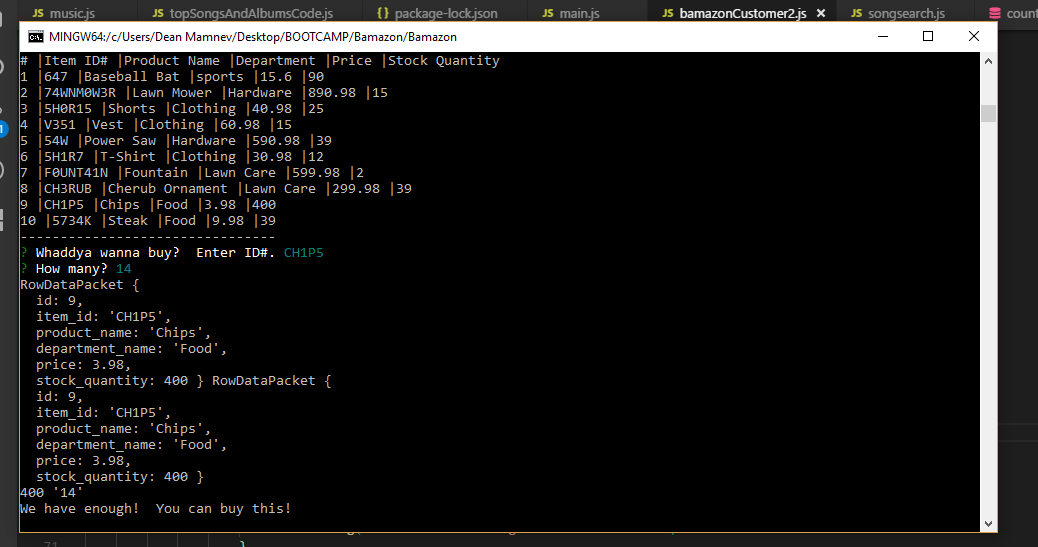 music.js topSongsAndAlbumsCode.js package-lock.json main.js bamazonCustomer2.js songsearch.js count
MINGW64:/c/Users/Dean Mamnev/Desktop/BOOTCAMP/Bamazon/Bamazon
# |Item ID# |Product Name |Department |Price |Stock Quantity
1 |647 |Baseball Bat |sports |15.6 |90
2 |74WNM0W3R |Lawn Mower |Hardware |890.98 |15
3 |5H0R15 |Shorts |Clothing |40.98 |25
4 |V351 |Vest |Clothing |60.98 |15
5 |54W |Power Saw |Hardware |590.98 |39
6 |5H1R7 |T-Shirt |Clothing |30.98 |12
7 |F0UNT41N |Fountain |Lawn Care |599.98 |2
8 |CH3RUB |Cherub Ornament |Lawn Care |299.98 |39
9 |CH1P5 |Chips |Food |3.98 |400
10 |5734K |Steak |Food |9.98 |39
--------------------------------
? Whaddya wanna buy?  Enter ID#. CH1P5
? How many? 14
RowDataPacket {
  id: 9,
  item_id: 'CH1P5',
  product_name: 'Chips',
  department_name: 'Food',
  price: 3.98,
  stock_quantity: 400 } RowDataPacket {
  id: 9,
  item_id: 'CH1P5',
  product_name: 'Chips',
  department_name: 'Food',
  price: 3.98,
  stock_quantity: 400 }
400 '14'
We have enough!  You can buy this!
71 }